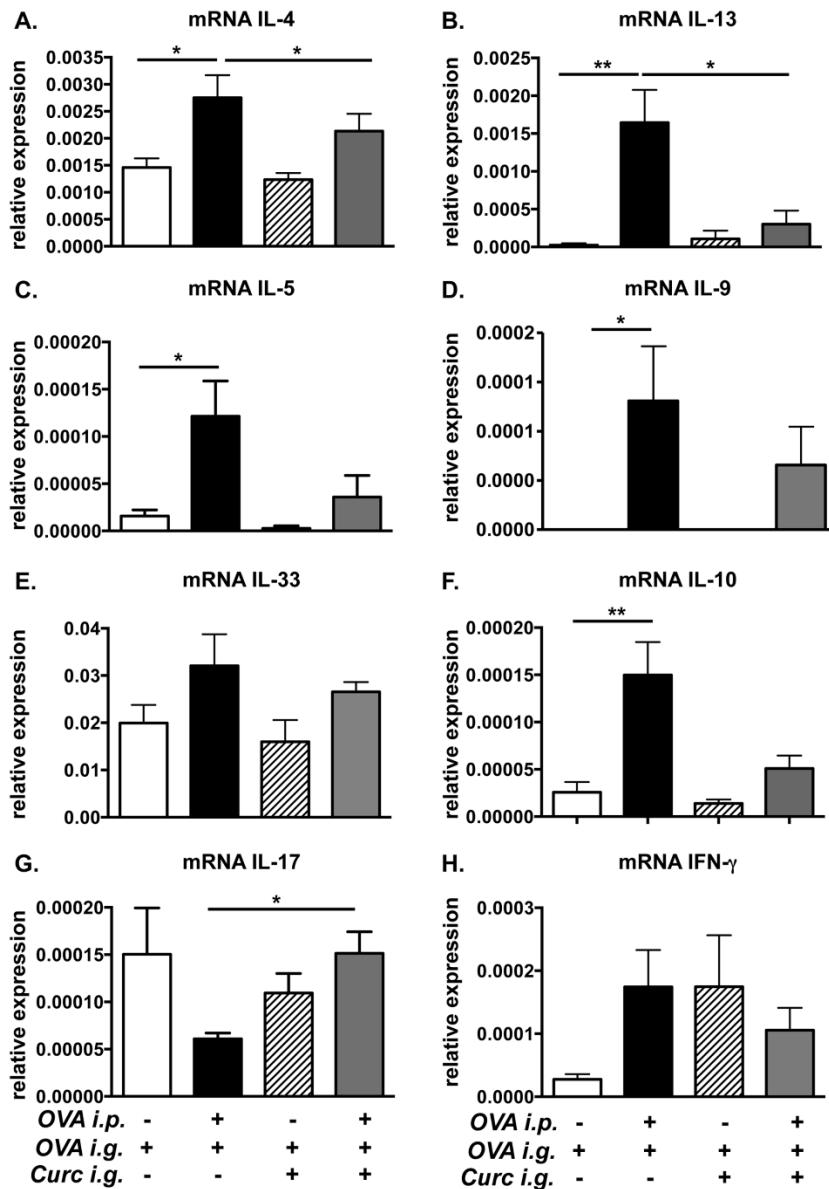 A.
mRNA IL-4
relative expression
0.0035
0.0030
0.0025
0.0020
0.0015
0.0010
0.0005
0.0000
*
*
B.
mRNA IL-13
relative expression
0.0025
0.0020
0.0015
0.0010
0.0005
0.0000
**
*
C.
mRNA IL-5
relative expression
0.00020
0.00015
0.00010
0.00005
0.00000
*
D.
mRNA IL-9
relative expression
0.0002
0.0001
0.0001
0.0000
0.0000
*
E.
mRNA IL-33
relative expression
0.04
0.03
0.02
0.01
0.00
F.
mRNA IL-10
relative expression
0.00020
0.00015
0.00010
0.00005
0.00000
**
G.
mRNA IL-17
relative expression
0.00020
0.00015
0.00010
0.00005
0.00000
*
H.
mRNA IFN-γ
relative expression
0.0003
0.0002
0.0001
0.0000
OVA i.p. - + - +
OVA i.g. + + + +
Curc i.g. - - + +
OVA i.p. - + - +
OVA i.g. + + + +
Curc i.g. - - + +